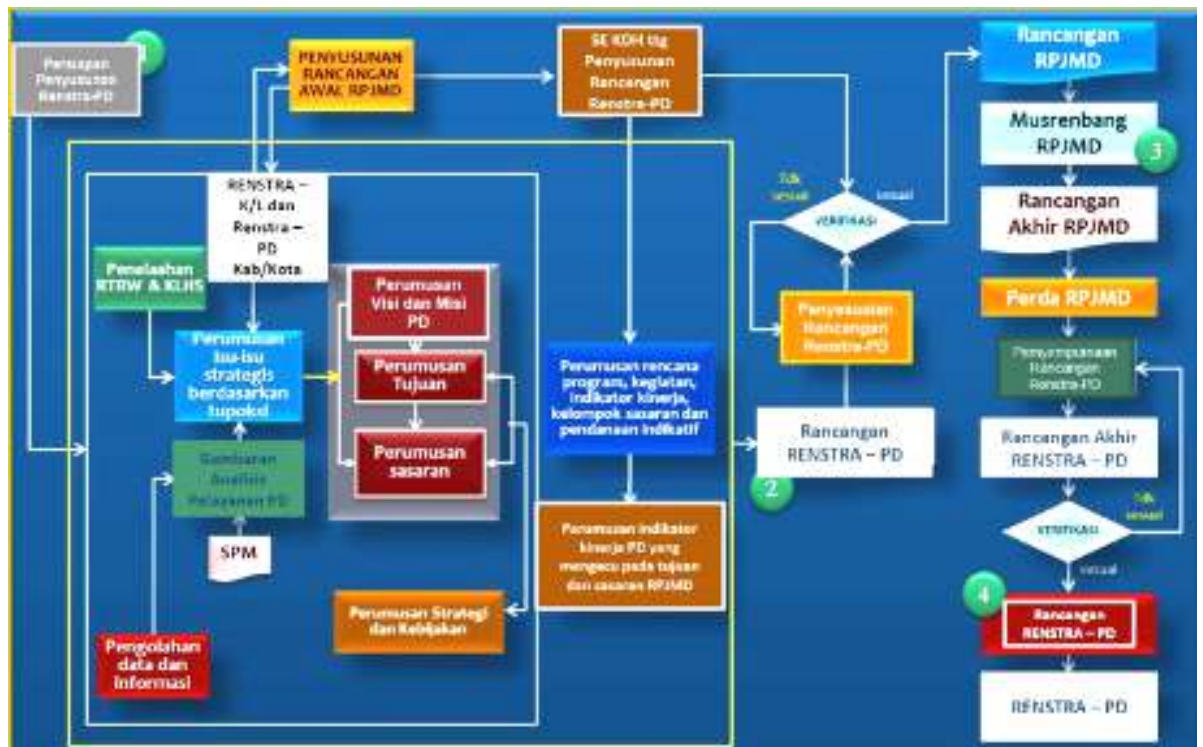 1
Persiapan
Penyusunan
Renstra-PD
PENYUSUNAN
RANCANGAN
AWAL RPJMD
SE KDH ttg
Penyusunan
Rancangan
Renstra-PD
Rancangan
RPJMD
Musrenbang
RPJMD
3
Rancangan
Akhir RPJMD
Perda RPJMD
Penyempurnaan
Rancangan
Renstra-PD
Rancangan Akhir
RENSTRA – PD
Tdk
sesuai
VERIFIKASI
sesuai
4
Rancangan
RENSTRA – PD
RENSTRA – PD
RENSTRA –
K/L dan
Renstra –
PD
Kab/Kota
Penelaahan
RTRW & KLHS
Perumusan
Isu-isu
strategis
berdasarkan
tupoksi
Gambaran
Analisis
Pelayanan PD
SPM
Pengolahan
data dan
informasi
Perumusan
Visi dan Misi
PD
Perumusan
Tujuan
Perumusan
sasaran
Perumusan Strategi
dan Kebijakan
Perumusan rencana
program, kegiatan,
indikator kinerja,
kelompok sasaran dan
pendanaan indikatif
Perumusan indikator
kinerja PD yang
mengacu pada tujuan
dan sasaran RPJMD
Tdk
sesuai
sesuai
VERIFIKASI
Penyesuaian
Rancangan
Renstra-PD
Rancangan
RENSTRA – PD
2